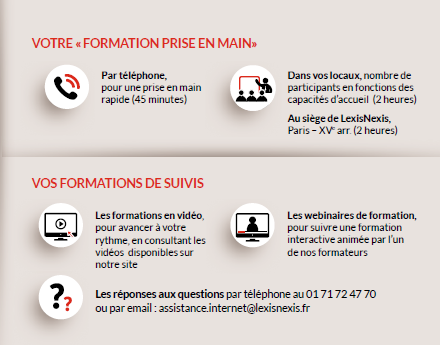 VOTRE « FORMATION PRISE EN MAIN»
Par téléphone,
pour une prise en main
rapide (45 minutes)
Dans vos locaux, nombre de
participants en fonctions des
capacités d'accueil (2 heures)
Au siège de LexisNexis,
Paris – XVe arr. (2 heures)
VOS FORMATIONS DE SUIVIS
Les formations en vidéo,
pour avancer à votre
rythme, en consultant les
vidéos disponibles sur
notre site
Les webinaires de formation,
pour suivre une formation
interactive animée par l'un
de nos formateurs
??
Les réponses aux questions par téléphone au 01 71 72 47 70
ou par email : assistance.internet@lexisnexis.fr